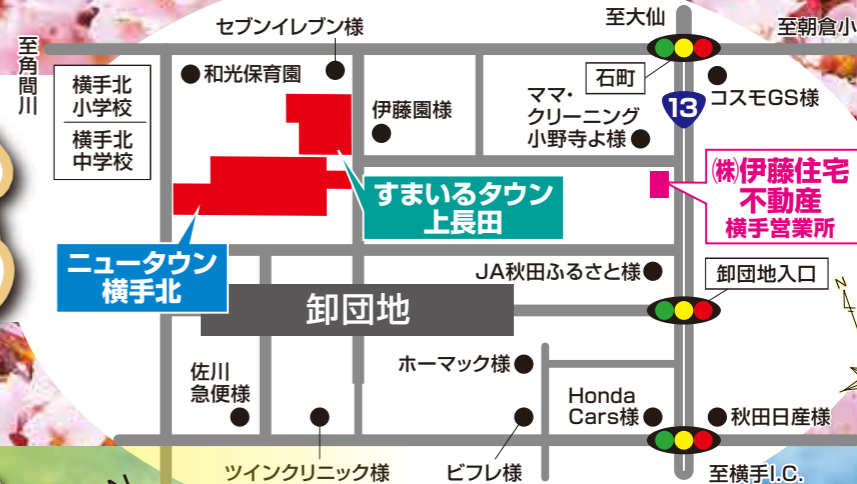 至大仙
セブンイレブン様
至朝倉小
至角間川
和光保育園
石町
横手北
小学校
横手北
中学校
コスモGS様
13
伊藤園様
ママ・
クリーニング
小野寺よ様
㈱伊藤住宅
不動産
横手営業所
すまいるタウン
上長田
ニュータウン
横手北
JA秋田ふるさと様
卸団地入口
N
卸団地
ホーマック様
佐川
急便様
Honda
Cars様
秋田日産様
ツインクリニック様
ビフレ様
至横手I.C.